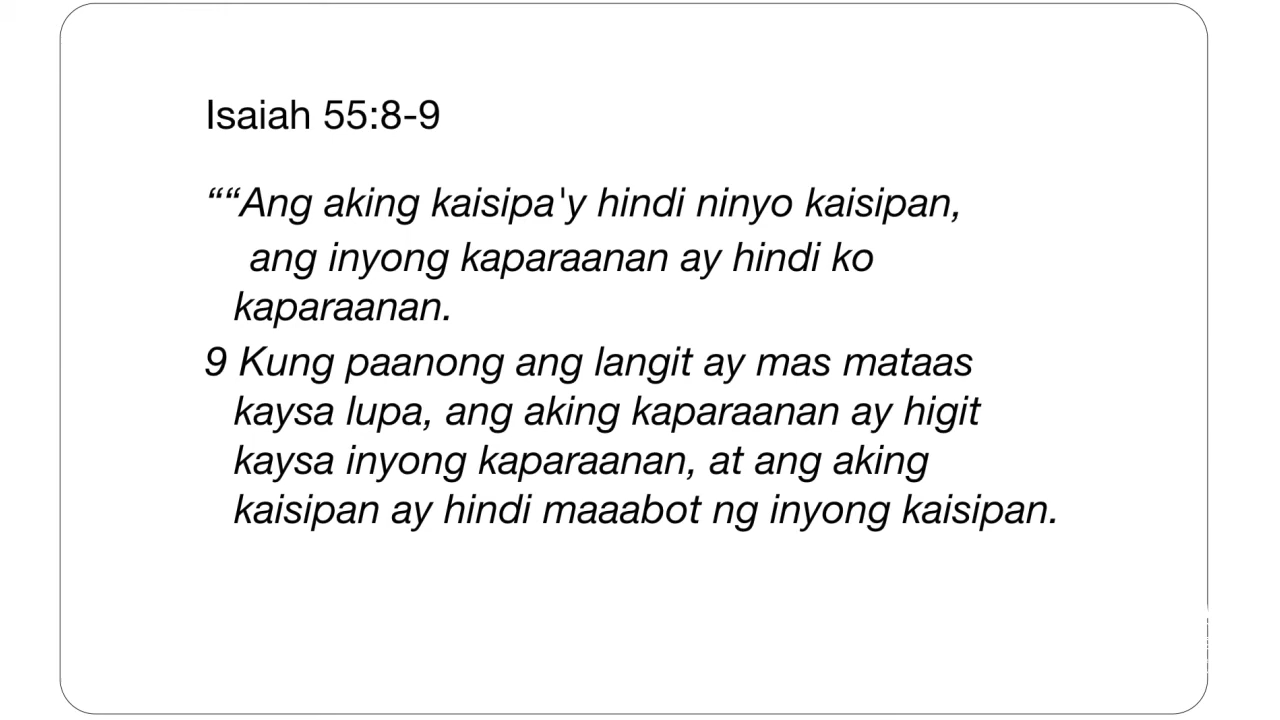 Isaiah 55:8-9
““Ang aking kaisipa'y hindi ninyo kaisipan,
ang inyong kaparaanan ay hindi ko
kaparaanan.
9 Kung paanong ang langit ay mas mataas
kaysa lupa, ang aking kaparaanan ay higit
kaysa inyong kaparaanan, at ang aking
kaisipan ay hindi maaabot ng inyong kaisipan.